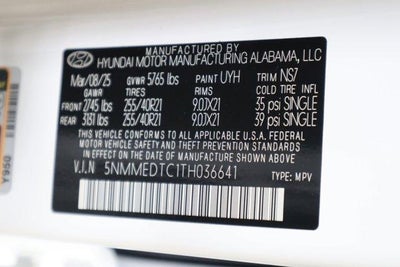 HYUNDAI MOTOR MANUFACTURING ALABAMA, LLC
Mar/08/25 GVWR 5765 lbs PAINT UYH TRIM NS7
GAWR TIRES RIMS COLD TIRE INFL
FRONT 2745 lbs 255/40R21 9.0JX21 35 psi SINGLE
REAR 3131 lbs 255/40R21 9.0JX21 39 psi SINGLE
THIS VEHICLE CONFORMS TO ALL APPLICABLE U.S.A. FEDERAL
MOTOR VEHICLE SAFETY AND THEFT PREVENTION STANDARDS
IN EFFECT ON THE DATE OF MANUFACTURE SHOWN ABOVE.
V.I.N 5NMMEDTC1TH036641 TYPE: MPV
Y950